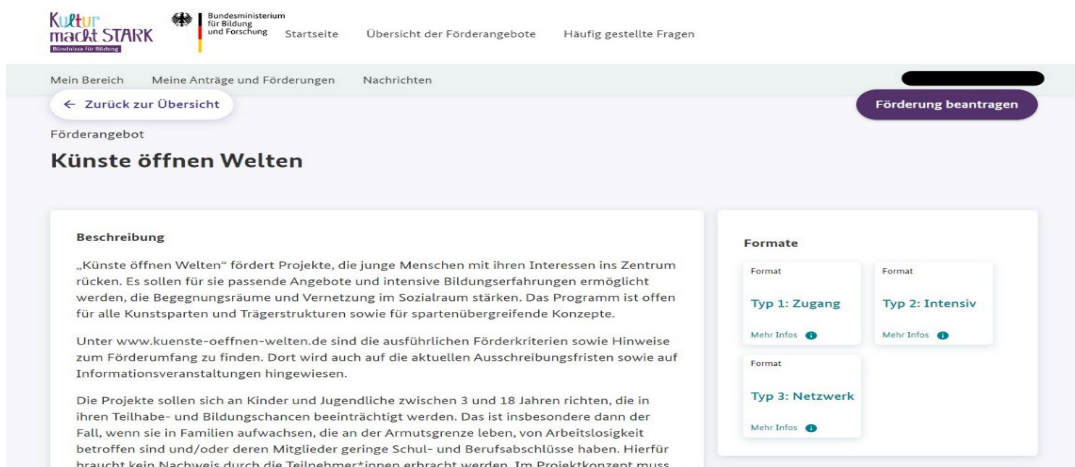 Kultur
macht STARK
Bündnisse für Bildung
Bundesministerium
für Bildung
und Forschung
Startseite Übersicht der Förderangebote Häufig gestellte Fragen
Mein Bereich Meine Anträge und Förderungen Nachrichten
← Zurück zur Übersicht
Förderung beantragen
Förderangebot
Künste öffnen Welten
Beschreibung
„Künste öffnen Welten“ fördert Projekte, die junge Menschen mit ihren Interessen ins Zentrum
rücken. Es sollen für sie passende Angebote und intensive Bildungserfahrungen ermöglicht
werden, die Begegnungsräume und Vernetzung im Sozialraum stärken. Das Programm ist offen
für alle Kunstsparten und Trägerstrukturen sowie für spartenübergreifende Konzepte.
Unter www.kuenste-oeffnen-welten.de sind die ausführlichen Förderkriterien sowie Hinweise
zum Förderumfang zu finden. Dort wird auch auf die aktuellen Ausschreibungsfristen sowie auf
Informationsveranstaltungen hingewiesen.
Die Projekte sollen sich an Kinder und Jugendliche zwischen 3 und 18 Jahren richten, die in
ihren Teilhabe- und Bildungschancen beeinträchtigt werden. Das ist insbesondere dann der
Fall, wenn sie in Familien aufwachsen, die an der Armutsgrenze leben, von Arbeitslosigkeit
betroffen sind und/oder deren Mitglieder geringe Schul- und Berufsabschlüsse haben. Hierfür
braucht kein Nachweis durch die Teilnehmer*innen erbracht werden. Im Projektkonzept muss
Formate
Format
Typ 1: Zugang
Mehr Infos
Format
Typ 2: Intensiv
Mehr Infos
Format
Typ 3: Netzwerk
Mehr Infos